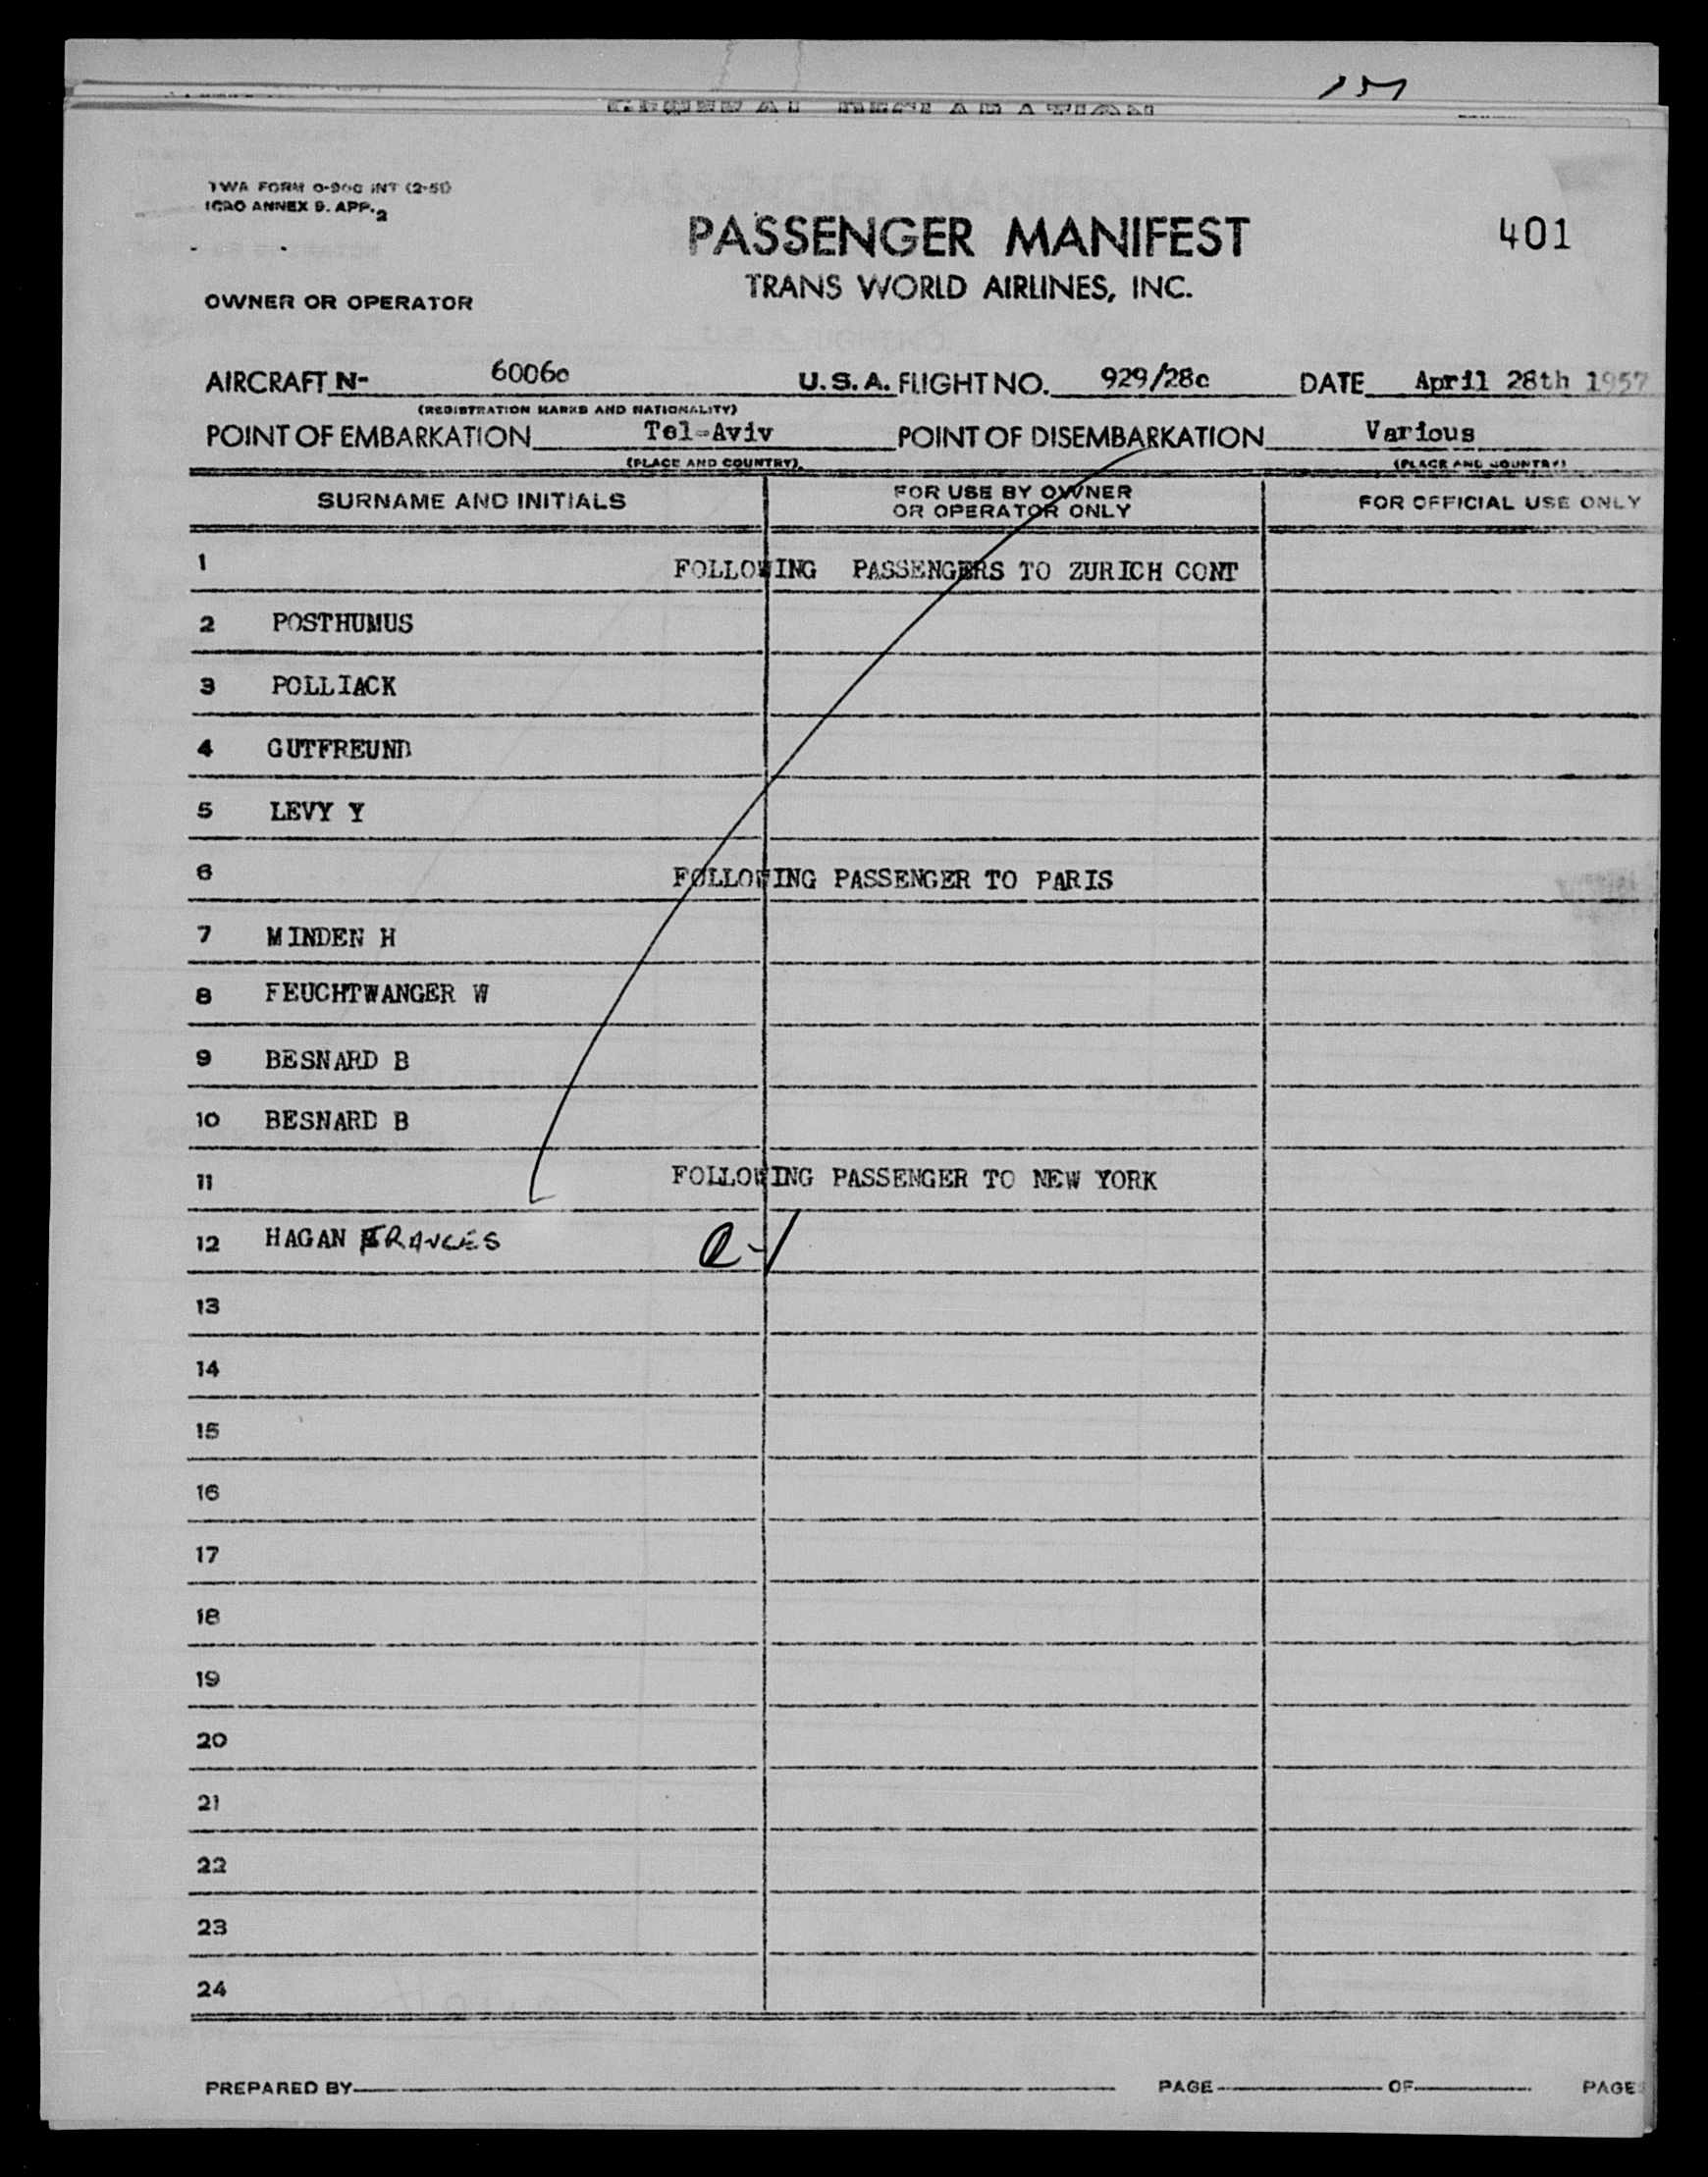 TWA FORM O-900 INT (2-51)
ICAO ANNEX 9. APP. 2
PASSENGER MANIFEST
401
TRANS WORLD AIRLINES, INC.
OWNER OR OPERATOR
AIRCRAFT N- 6006c U.S.A. FLIGHT NO. 929/28c DATE April 28th 1957
(REGISTRATION MARKS AND NATIONALITY)
POINT OF EMBARKATION Tel-Aviv POINT OF DISEMBARKATION Various
(PLACE AND COUNTRY) (PLACE AND COUNTRY)
SURNAME AND INITIALS FOR USE BY OWNER OR OPERATOR ONLY FOR OFFICIAL USE ONLY
1 FOLLOWING PASSENGERS TO ZURICH CONT
2 POSTHUMUS
3 POLLIACK
4 GUTFREUND
5 LEVY Y
6 FOLLOWING PASSENGER TO PARIS
7 MINDEN H
8 FEUCHTWANGER W
9 BESNARD B
10 BESNARD B
11 FOLLOWING PASSENGER TO NEW YORK
12 HAGAN FRANCES
13
14
15
16
17
18
19
20
21
22
23
24
PREPARED BY PAGE OF PAGE